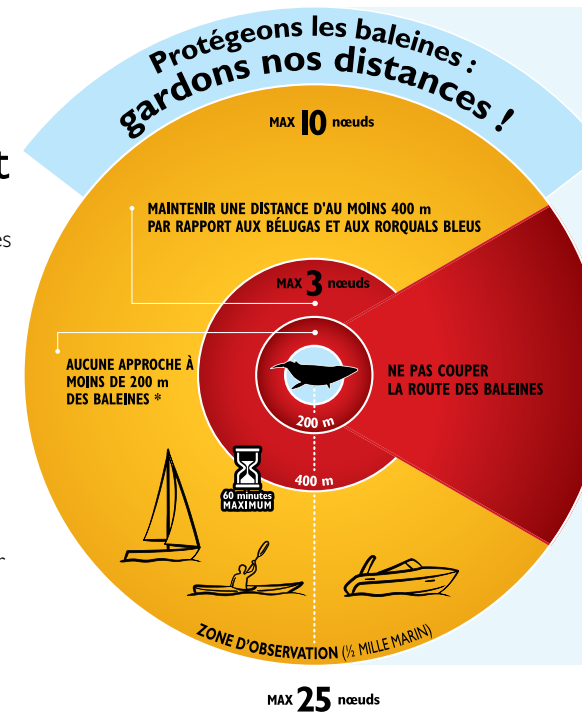 Protégeons les baleines :
gardons nos distances !
MAX 10 nœuds
MAINTENIR UNE DISTANCE D'AU MOINS 400 m
PAR RAPPORT AUX BÉLUGAS ET AUX RORQUALS BLEUS
MAX 3 nœuds
AUCUNE APPROCHE À
MOINS DE 200 m
DES BALEINES *
NE PAS COUPER
LA ROUTE DES BALEINES
200 m
400 m
60 minutes
MAXIMUM
ZONE D'OBSERVATION (½ MILLE MARIN)
MAX 25 nœuds